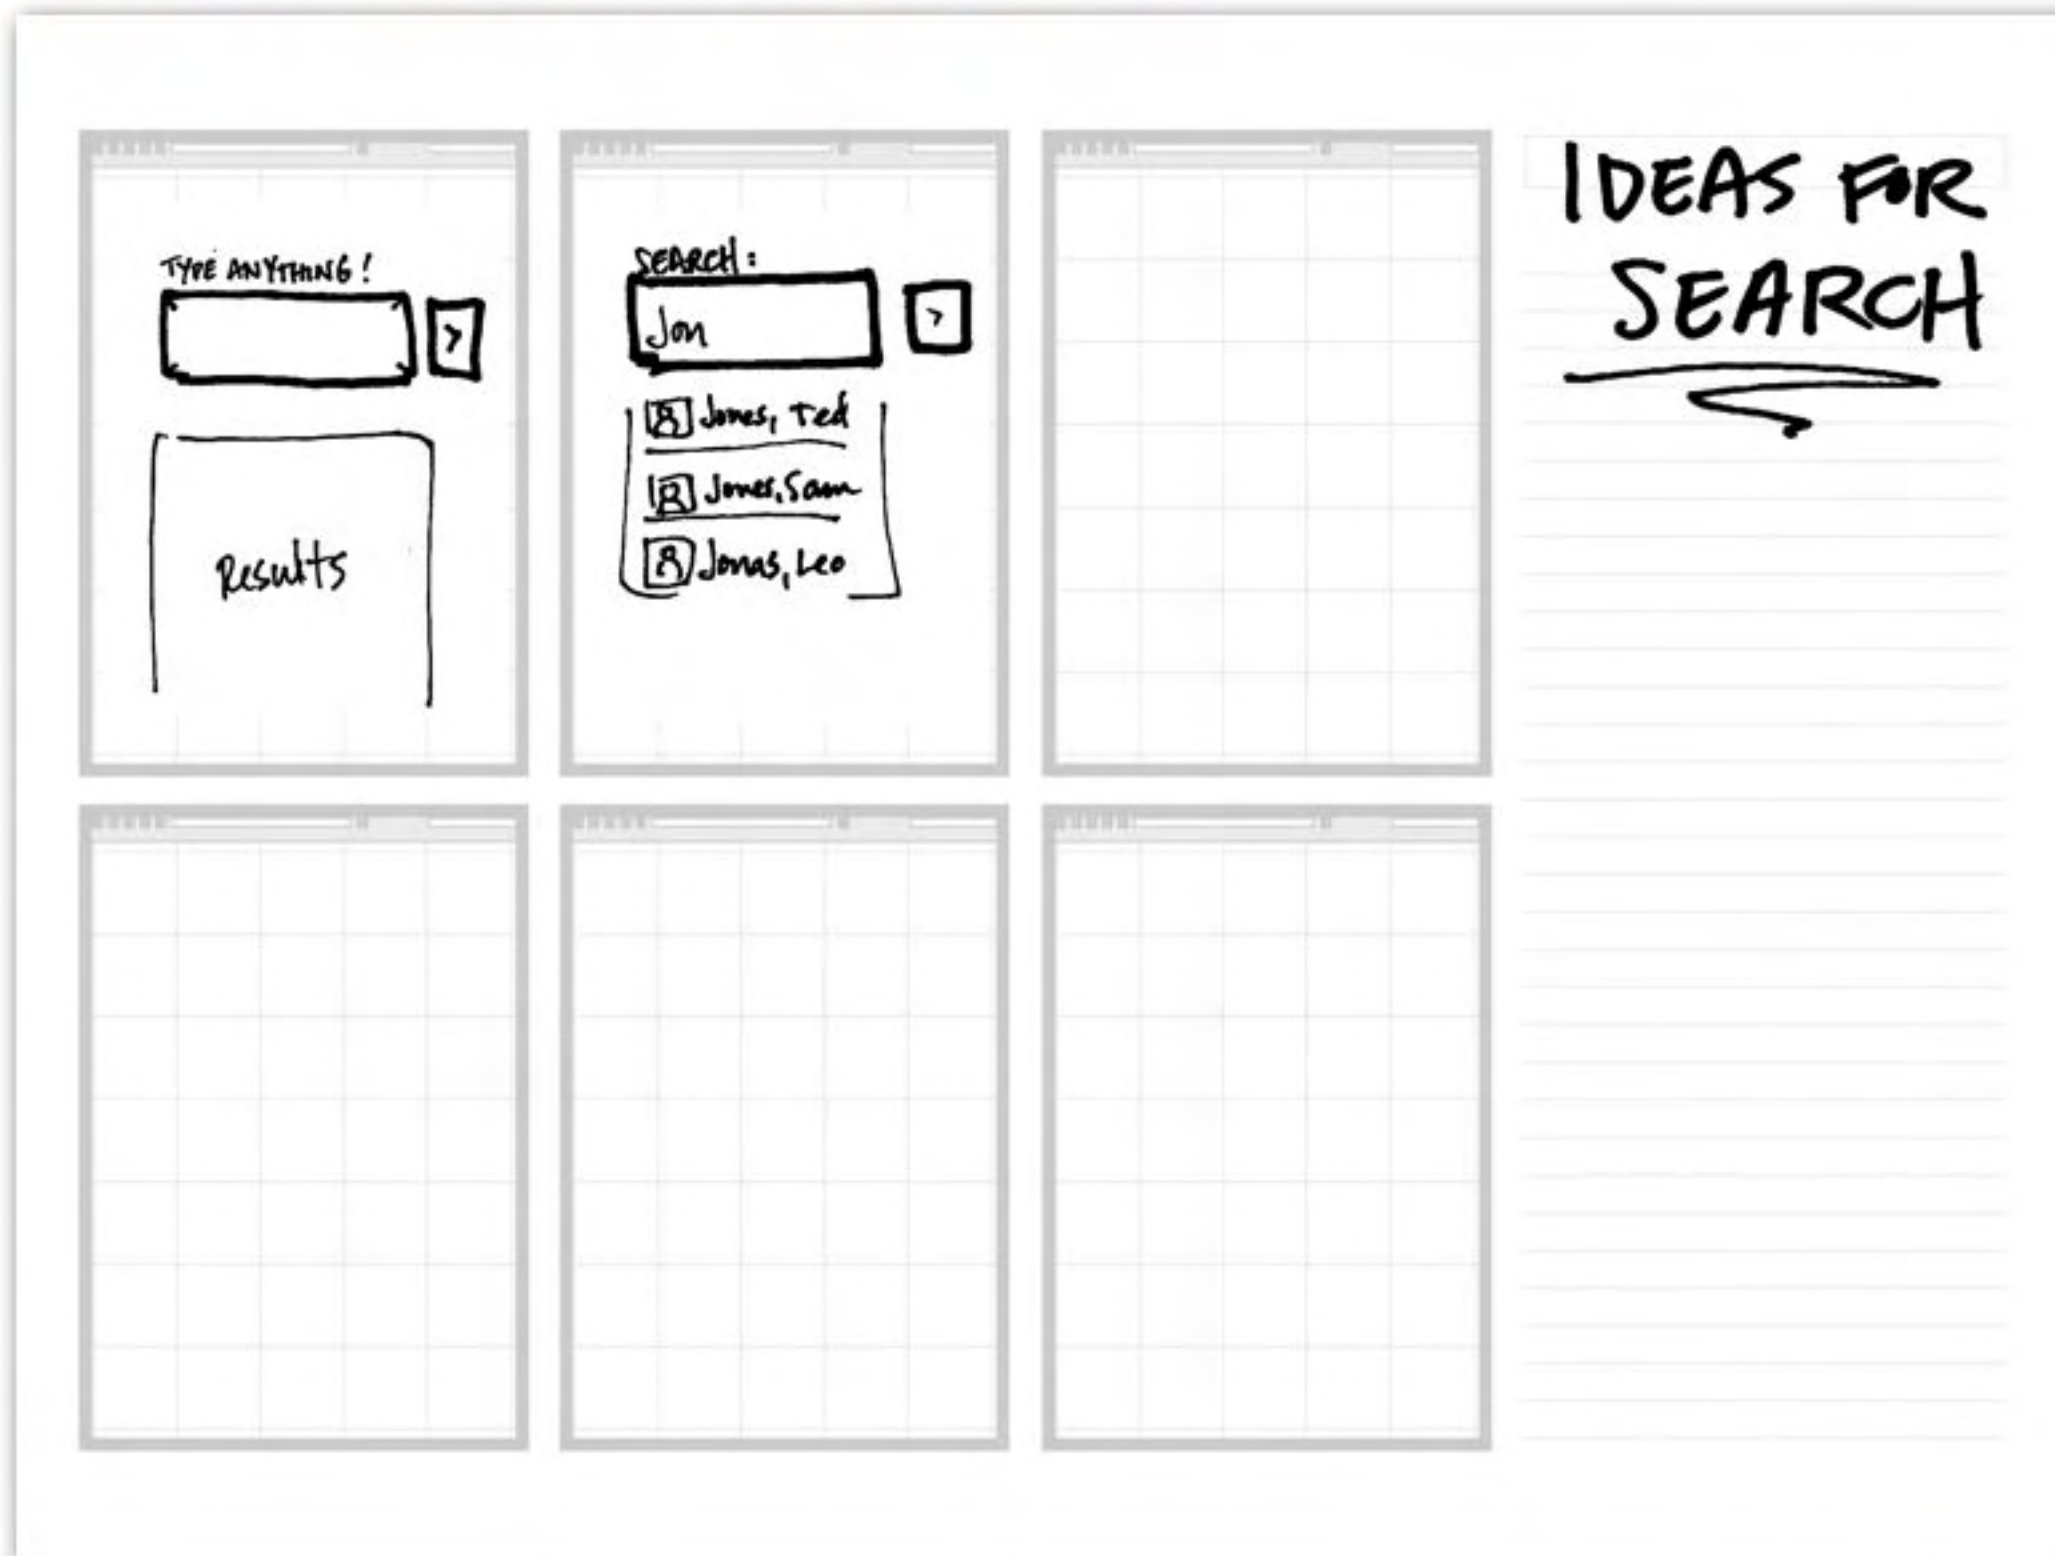 TYPE ANYTHING!
>
Results
SEARCH:
Jon
>
Jones, Ted
Jones, Sam
Jonas, Leo
IDEAS FOR
SEARCH